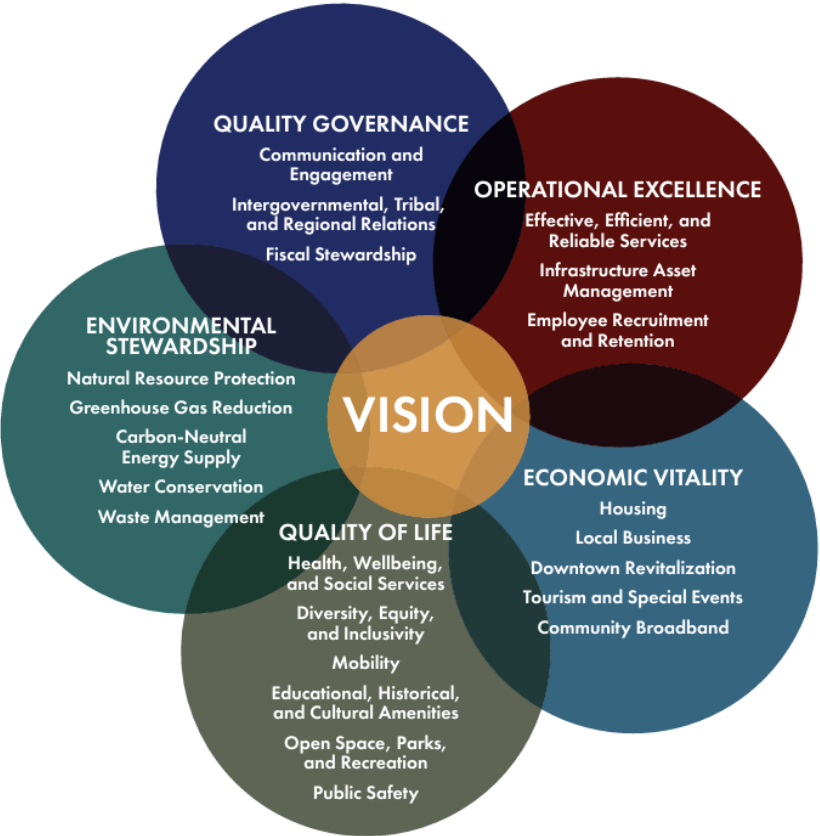 QUALITY GOVERNANCE
Communication and
Engagement
Intergovernmental, Tribal,
and Regional Relations
Fiscal Stewardship
OPERATIONAL EXCELLENCE
Effective, Efficient, and
Reliable Services
Infrastructure Asset
Management
Employee Recruitment
and Retention
ENVIRONMENTAL
STEWARDSHIP
Natural Resource Protection
Greenhouse Gas Reduction
Carbon-Neutral
Energy Supply
Water Conservation
Waste Management
VISION
ECONOMIC VITALITY
Housing
Local Business
Downtown Revitalization
Tourism and Special Events
Community Broadband
QUALITY OF LIFE
Health, Wellbeing,
and Social Services
Diversity, Equity,
and Inclusivity
Mobility
Educational, Historical,
and Cultural Amenities
Open Space, Parks,
and Recreation
Public Safety